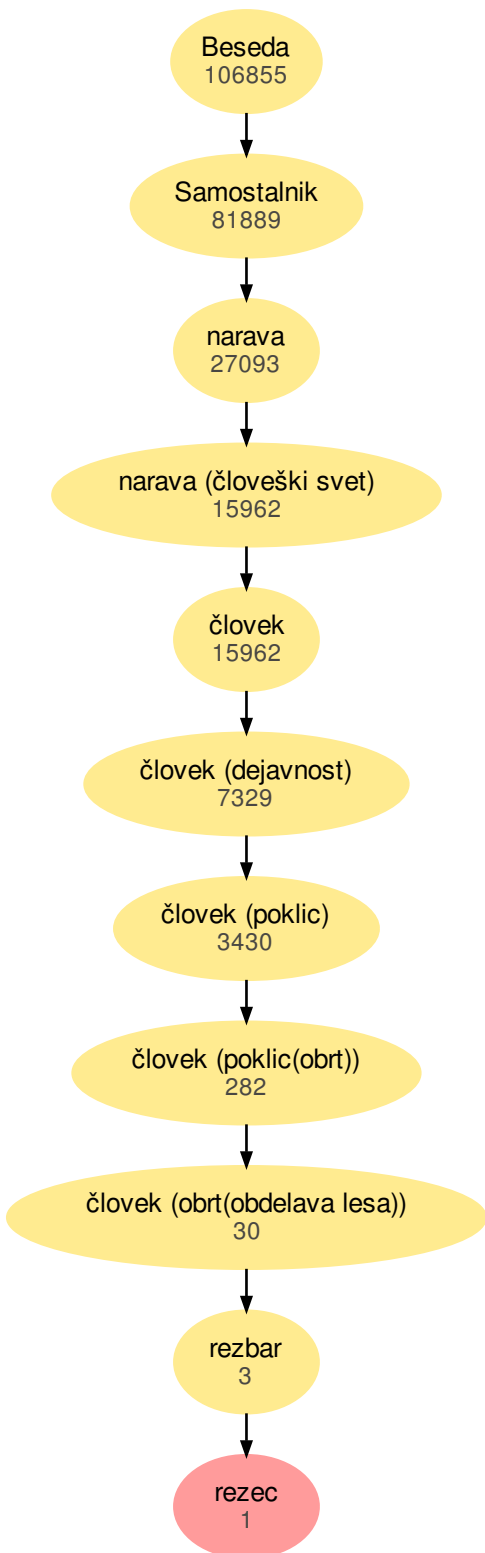 Beseda
106855
Samostalnik
81889
narava
27093
narava (človeški svet)
15962
človek
15962
človek (dejavnost)
7329
človek (poklic)
3430
človek (poklic(obrt))
282
človek (obrt(obdelava lesa))
30
rezbar
3
rezec
1